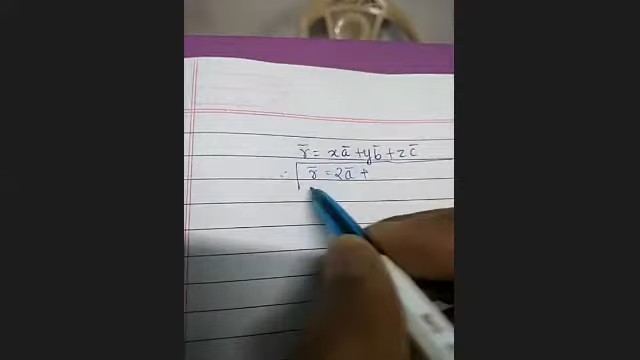 r̄ = xā + yb̄ + zc̄
∴ r̄ = 2ā +